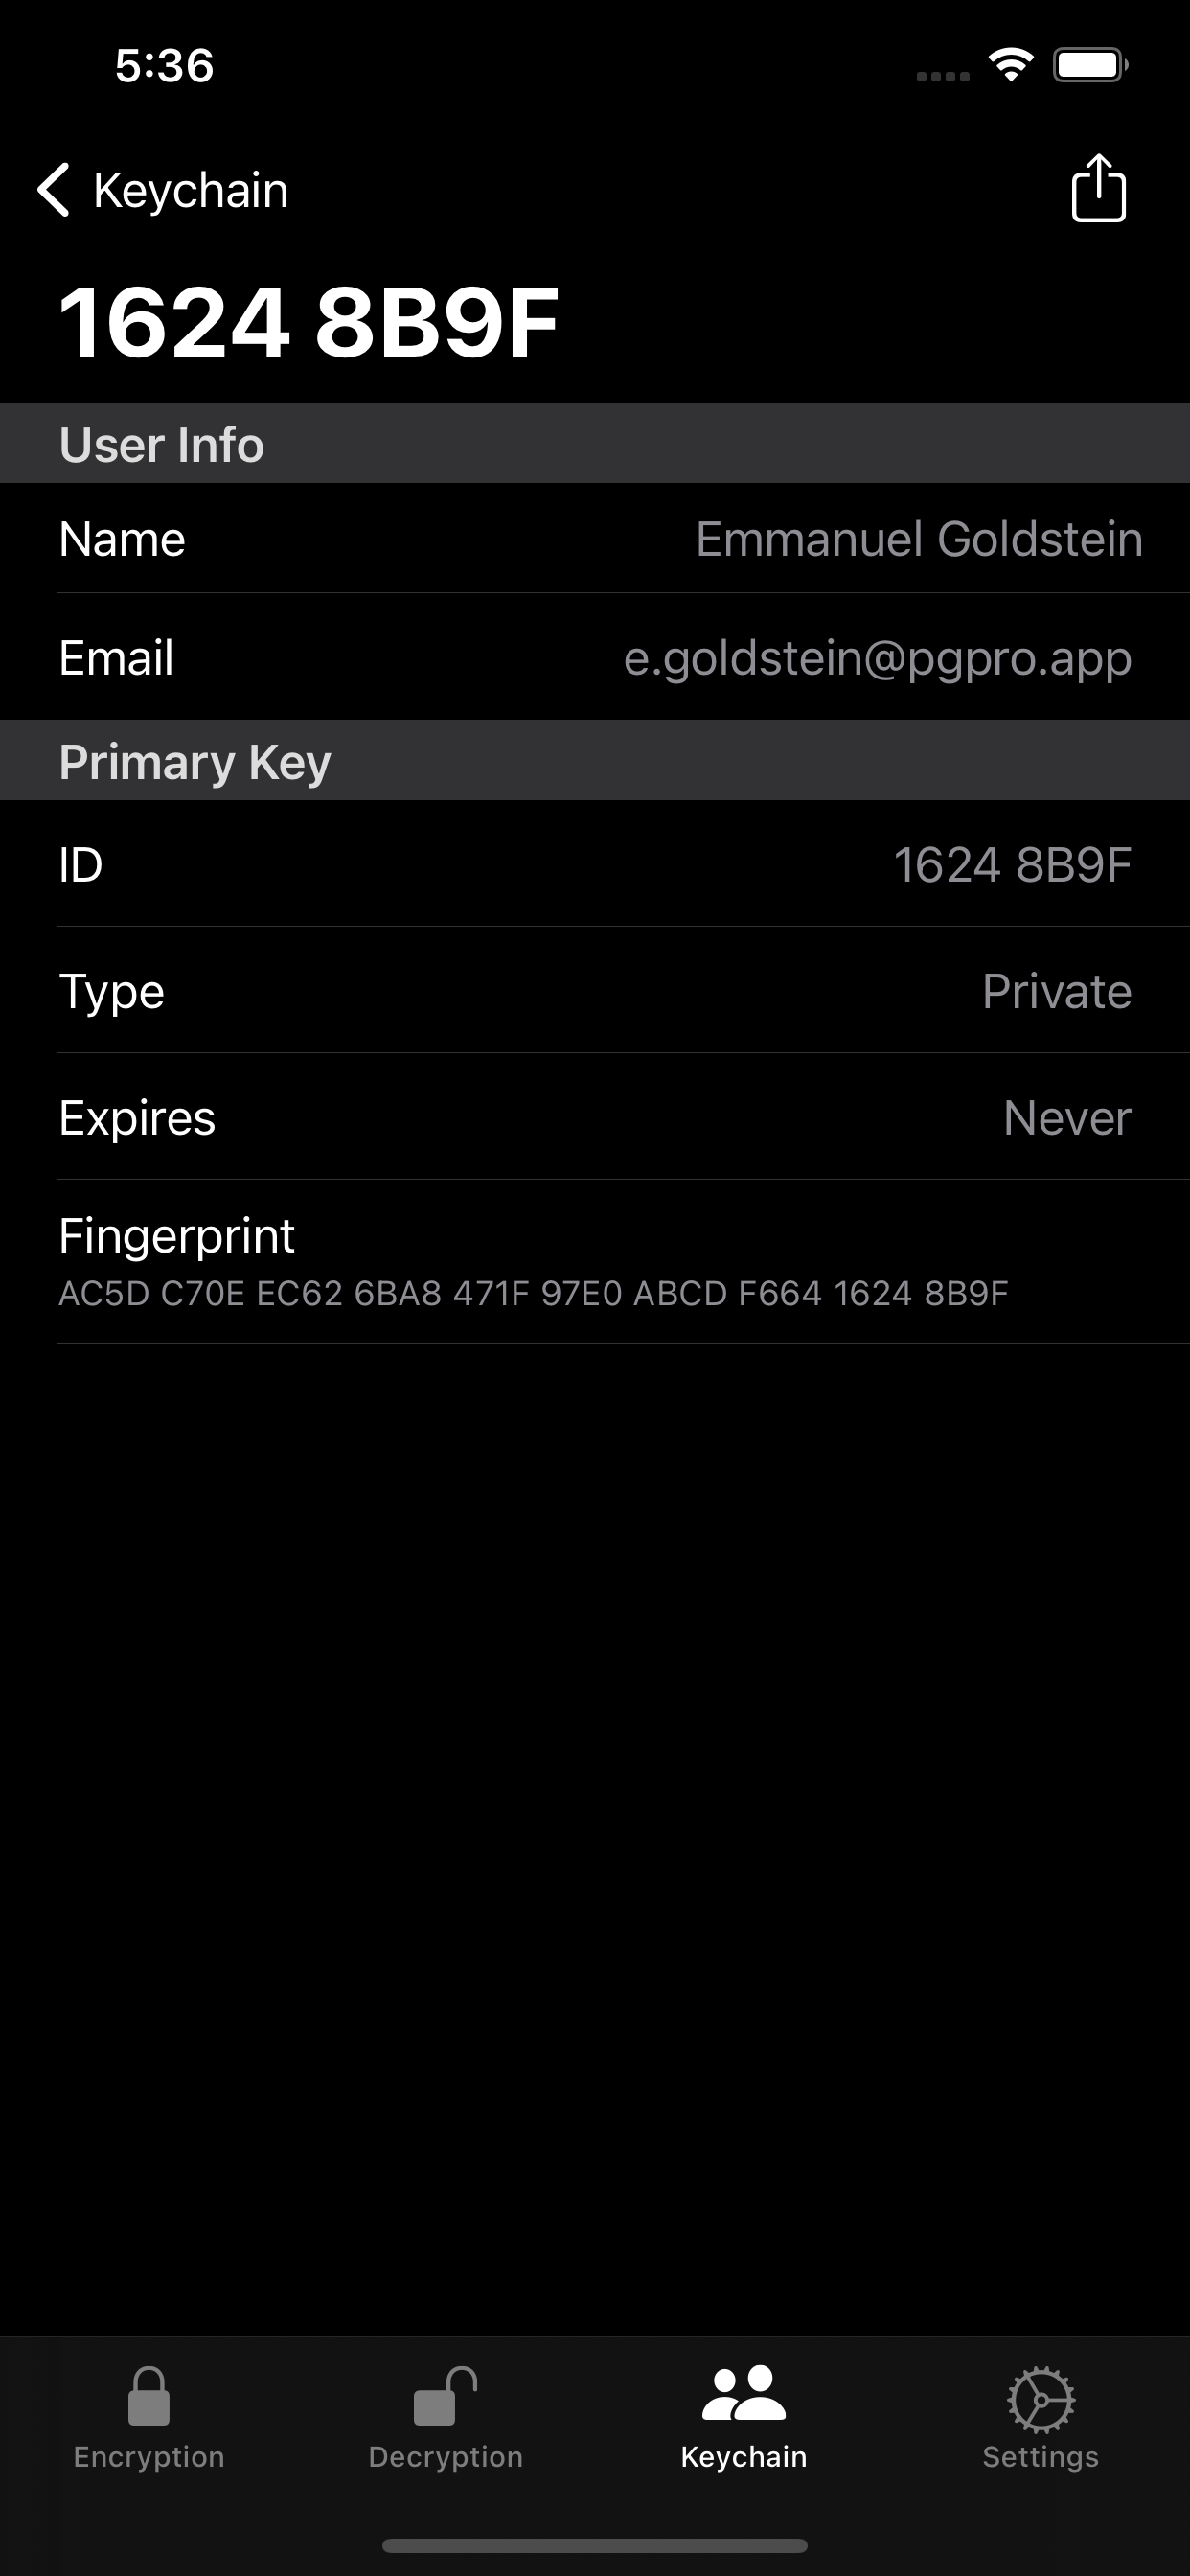 5:36
Keychain
1624 8B9F
User Info
Name Emmanuel Goldstein
Email e.goldstein@pgpro.app
Primary Key
ID 1624 8B9F
Type Private
Expires Never
Fingerprint
AC5D C70E EC62 6BA8 471F 97E0 ABCD F664 1624 8B9F
Encryption Decryption Keychain Settings